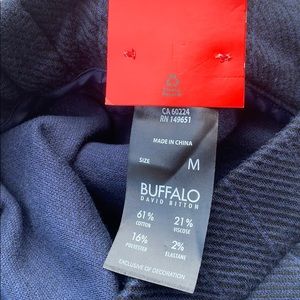 CA 60224
RN 149651
MADE IN CHINA
SIZE M
BUFFALO
DAVID BITTON
61% 21%
COTTON VISCOSE
16% 2%
POLYESTER ELASTANE
EXCLUSIVE OF DECORATION